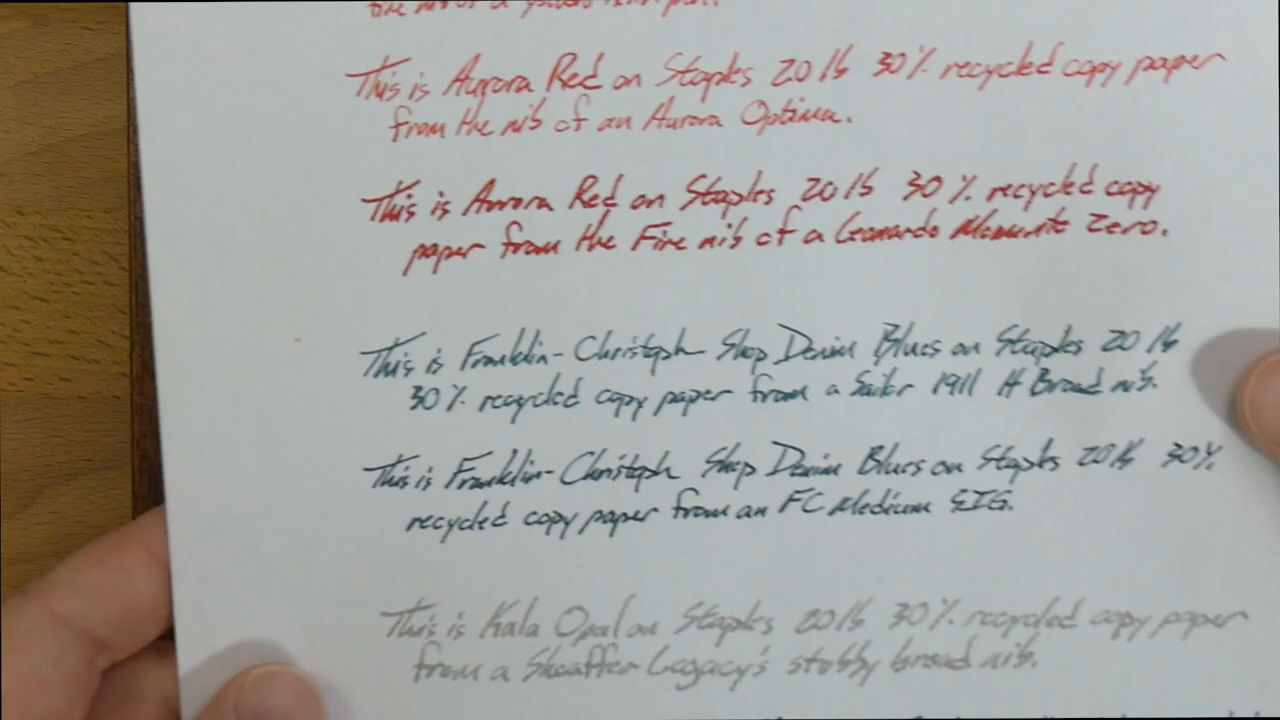 This is Aurora Red on Staples 20 lb 30% recycled copy paper
from the nib of an Aurora Optima.
This is Aurora Red on Staples 20 lb 30% recycled copy
paper from the Fine nib of a Leonardo Momento Zero.
This is Franklin-Christoph Shop Denim Blues on Staples 20 lb
30% recycled copy paper from a Sailor 1911 H Broad nib.
This is Franklin-Christoph Shop Denim Blues on Staples 20 lb 30%
recycled copy paper from an FC Medium SIG.
This is Kala Opal on Staples 20 lb 30% recycled copy paper
from a Sheaffer Legacy's stubby broad nib.